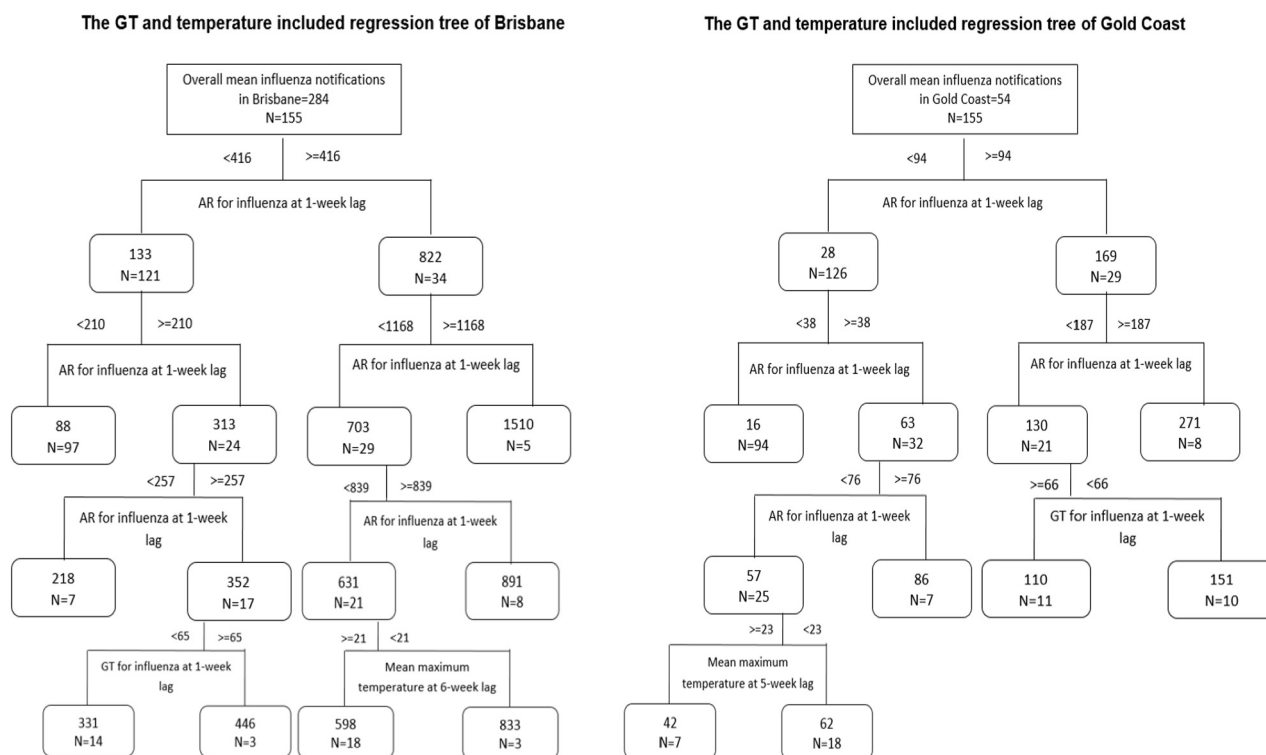 The GT and temperature included regression tree of Brisbane
Overall mean influenza notifications
in Brisbane=284
N=155
<416
>=416
AR for influenza at 1-week lag
133
N=121
822
N=34
<210
>=210
<1168
>=1168
AR for influenza at 1-week lag
AR for influenza at 1-week lag
88
N=97
313
N=24
703
N=29
1510
N=5
<257
>=257
<839
>=839
AR for influenza at 1-week
lag
AR for influenza at 1-week
lag
218
N=7
352
N=17
631
N=21
891
N=8
<65
>=65
>=21
<21
GT for influenza at 1-week
lag
Mean maximum
temperature at 6-week lag
331
N=14
446
N=3
598
N=18
833
N=3
The GT and temperature included regression tree of Gold Coast
Overall mean influenza notifications
in Gold Coast=54
N=155
<94
>=94
AR for influenza at 1-week lag
28
N=126
169
N=29
<38
>=38
<187
>=187
AR for influenza at 1-week lag
AR for influenza at 1-week lag
16
N=94
63
N=32
130
N=21
271
N=8
<76
>=76
>=66
<66
AR for influenza at 1-week
lag
GT for influenza at 1-week
lag
57
N=25
86
N=7
110
N=11
151
N=10
>=23
<23
Mean maximum
temperature at 5-week lag
42
N=7
62
N=18